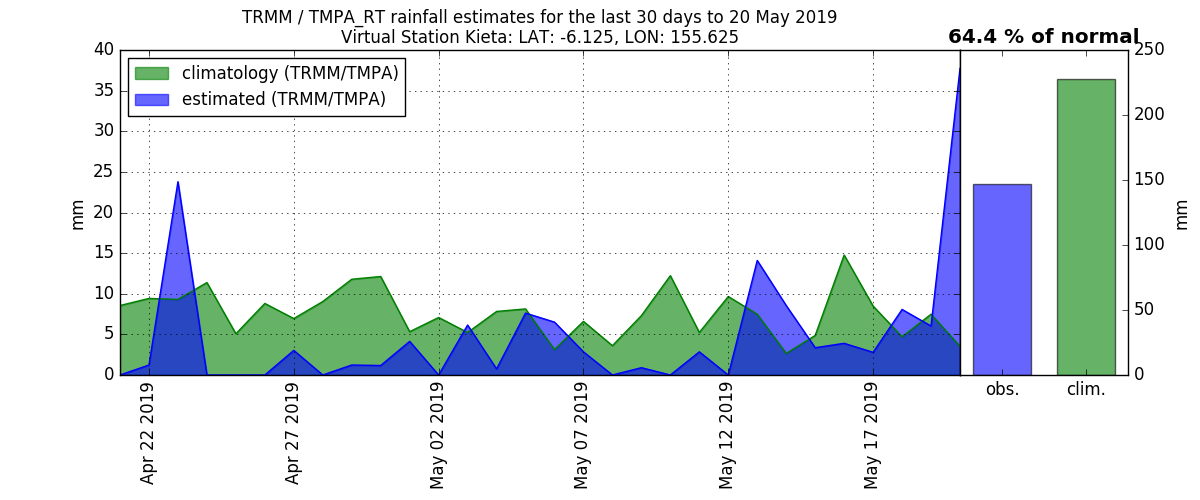 TRMM / TMPA_RT rainfall estimates for the last 30 days to 20 May 2019
Virtual Station Kieta: LAT: -6.125, LON: 155.625
64.4 % of normal
climatology (TRMM/TMPA)
estimated (TRMM/TMPA)
mm
40
35
30
25
20
15
10
5
0
Apr 22 2019
Apr 27 2019
May 02 2019
May 07 2019
May 12 2019
May 17 2019
250
200
150
100
50
0
mm
obs.
clim.